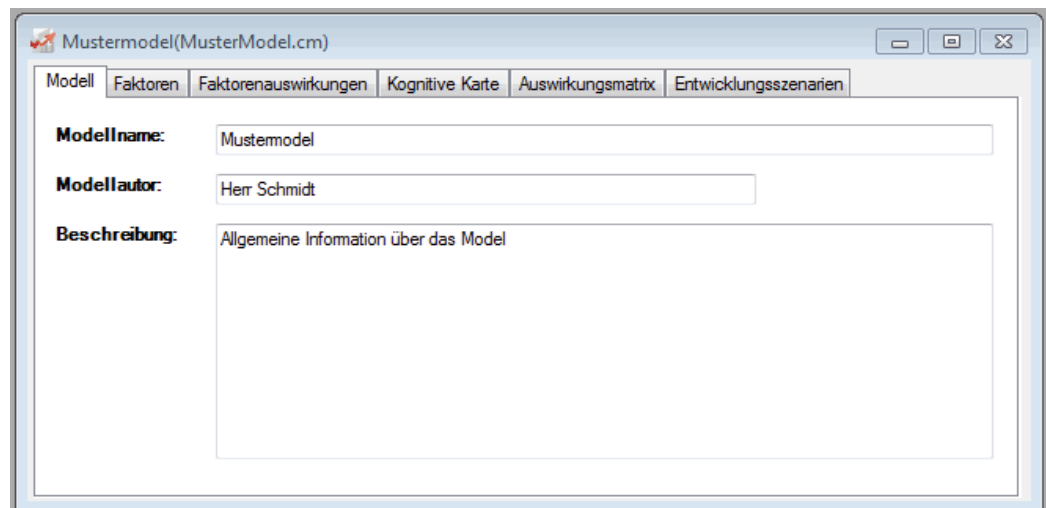 Mustermodel(MusterModel.cm)
Modell Faktoren Faktorenauswirkungen Kognitive Karte Auswirkungsmatrix Entwicklungsszenarien
Modellname: Mustermodel
Modellautor: Herr Schmidt
Beschreibung: Allgemeine Information über das Model